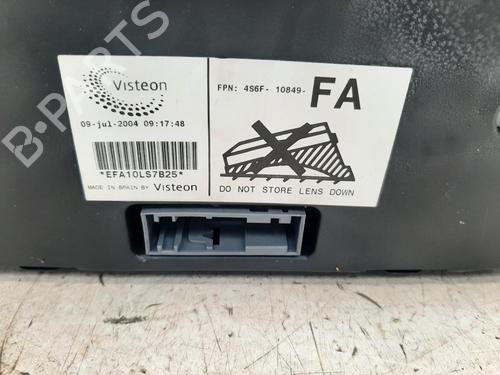 Visteon
09-jul-2004 09:17:48
*EFA10LS7B25*
MADE IN SPAIN BY Visteon
FPN: 4S6F- 10849- FA
DO NOT STORE LENS DOWN